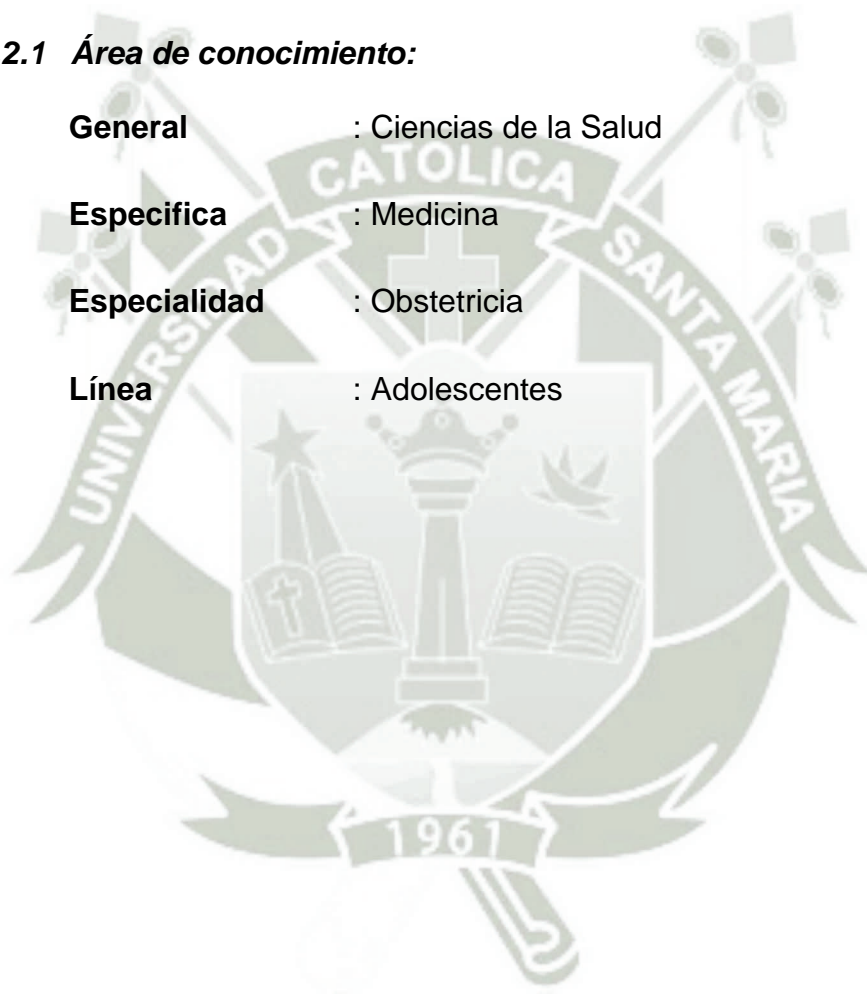 2.1 Área de conocimiento:
General : Ciencias de la Salud
Especifica : Medicina
Especialidad : Obstetricia
Línea : Adolescentes
UNIVERSIDAD CATOLICA SANTA MARIA
1961